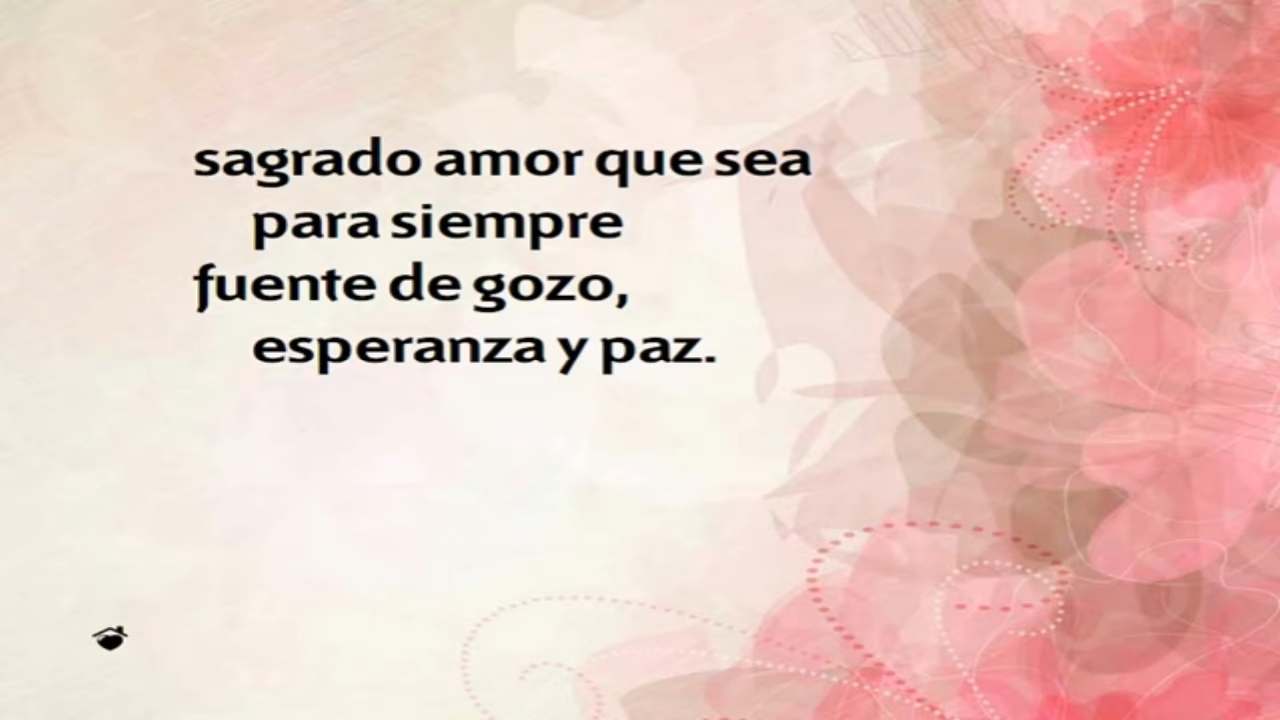 sagrado amor que sea
para siempre
fuente de gozo,
esperanza y paz.